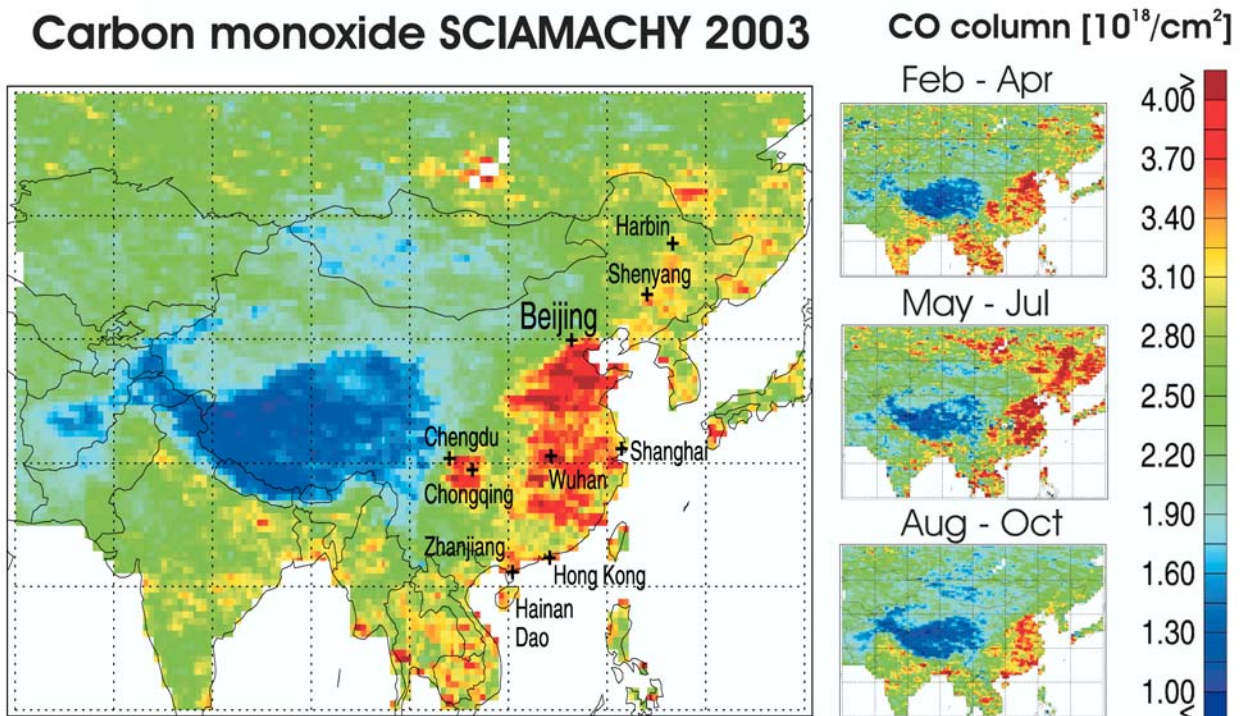 Carbon monoxide SCIAMACHY 2003
CO column [10¹⁸/cm²]
Harbin
Shenyang
Beijing
Chengdu
Shanghai
Chongqing
Wuhan
Zhanjiang
Hong Kong
Hainan
Dao
Feb - Apr
May - Jul
Aug - Oct
>
4.00
3.70
3.40
3.10
2.80
2.50
2.20
1.90
1.60
1.30
1.00
<